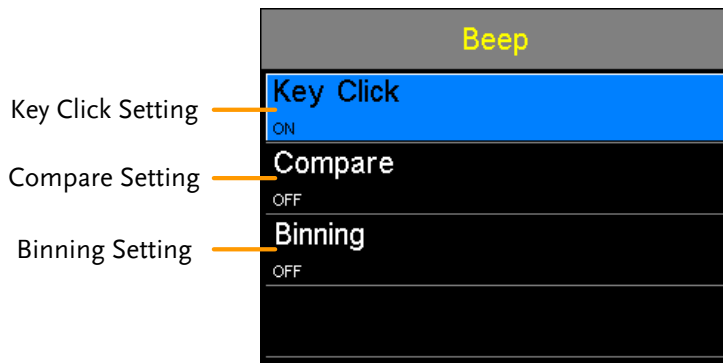 Beep
Key Click Setting
Key Click
ON
Compare Setting
Compare
OFF
Binning Setting
Binning
OFF